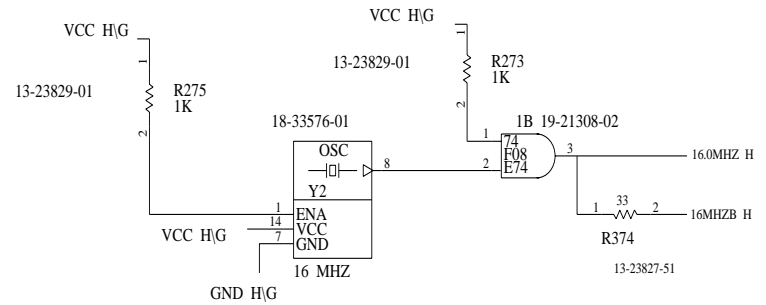 VCC H\G
VCC H\G
1
1
13-23829-01
R273
1K
13-23829-01
R275
1K
2
2
18-33576-01
1B 19-21308-02
OSC
8
1
74
F08
E74
2
3
16.0MHZ H
Y2
1
ENA
14
VCC
7
GND
VCC H\G
33
1
2
16MHZB H
R374
16 MHZ
13-23827-51
GND H\G